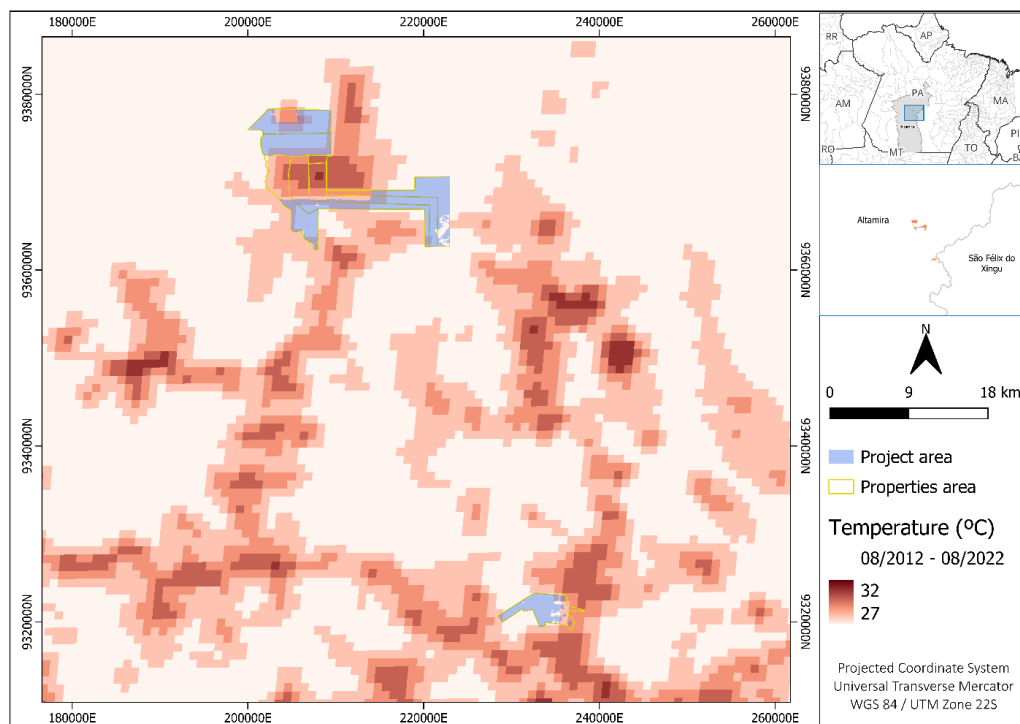 180000E
200000E
220000E
240000E
260000E
9380000N
9360000N
9340000N
9320000N
9380000N
9360000N
9340000N
9320000N
180000E
200000E
220000E
240000E
260000E
RR
AP
AM
PA
MA
Altamira
PI
RO
MT
TO
BA
Altamira
São Félix do
Xingu
N
0
9
18 km
Project area
Properties area
Temperature (ºC)
08/2012 - 08/2022
32
27
Projected Coordinate System
Universal Transverse Mercator
WGS 84 / UTM Zone 22S